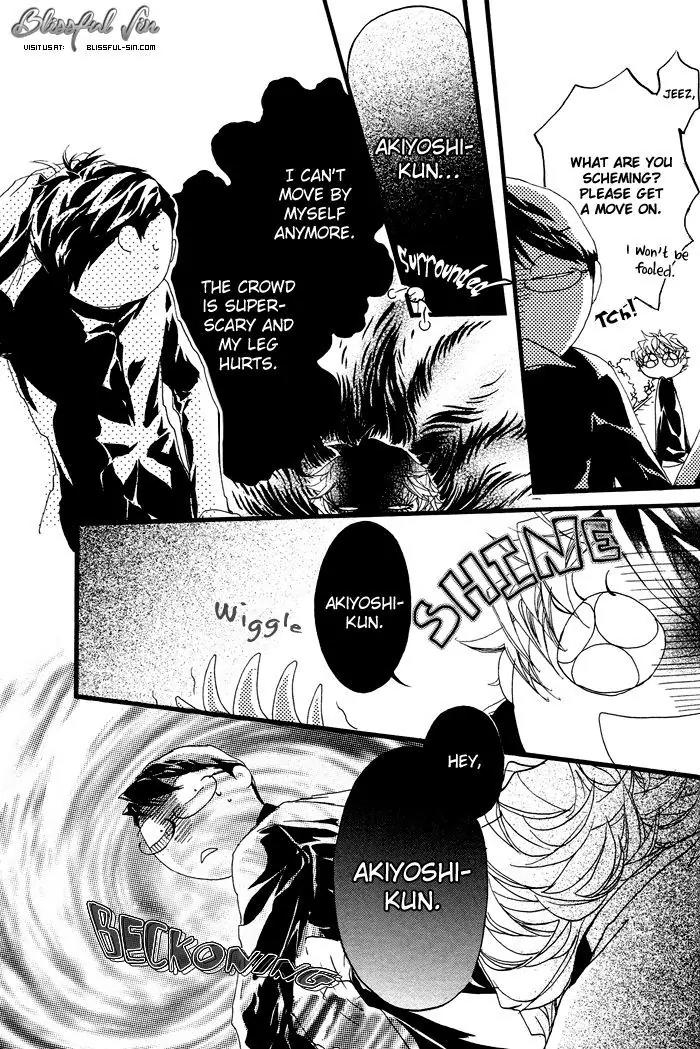 Blissful Sin
VISIT US AT: BLISSFUL-SIN.COM
JEEZ,
WHAT ARE YOU
SCHEMING?
PLEASE GET
A MOVE ON.
I won't be
fooled.
Tch!
AKIYOSHI-
KUN...
Surrounded
I CAN'T
MOVE BY
MYSELF
ANYMORE.
THE CROWD
IS SUPER-
SCARY AND
MY LEG
HURTS.
SHINE
AKIYOSHI-
KUN.
Wiggle
HEY,
AKIYOSHI-
KUN.
BECKONING